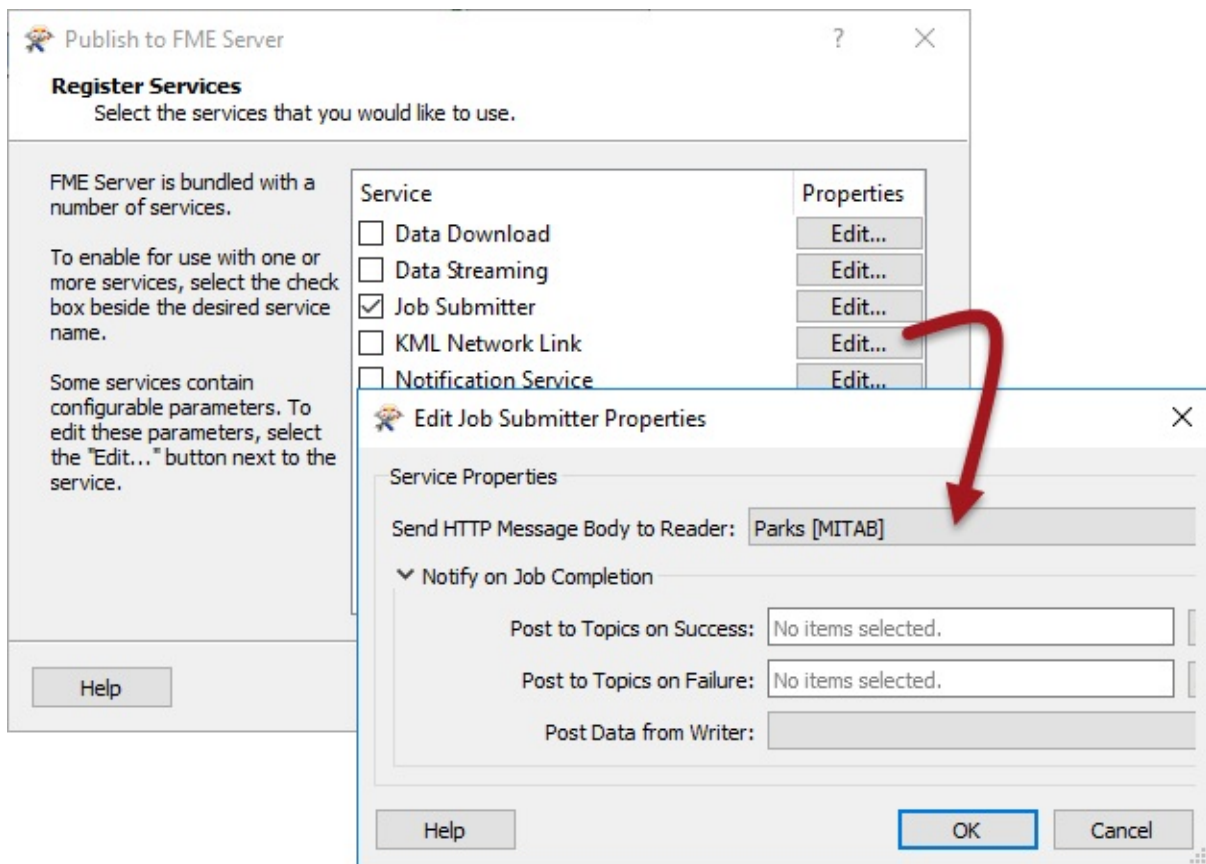 Publish to FME Server
?
Register Services
Select the services that you would like to use.
FME Server is bundled with a
number of services.
To enable for use with one or
more services, select the check
box beside the desired service
name.
Some services contain
configurable parameters. To
edit these parameters, select
the "Edit..." button next to the
service.
Service Properties
Data Download Edit...
Data Streaming Edit...
Job Submitter Edit...
KML Network Link Edit...
Notification Service Edit...
Help
Edit Job Submitter Properties
Service Properties
Send HTTP Message Body to Reader: Parks [MITAB]
Notify on Job Completion
Post to Topics on Success: No items selected.
Post to Topics on Failure: No items selected.
Post Data from Writer:
Help OK Cancel